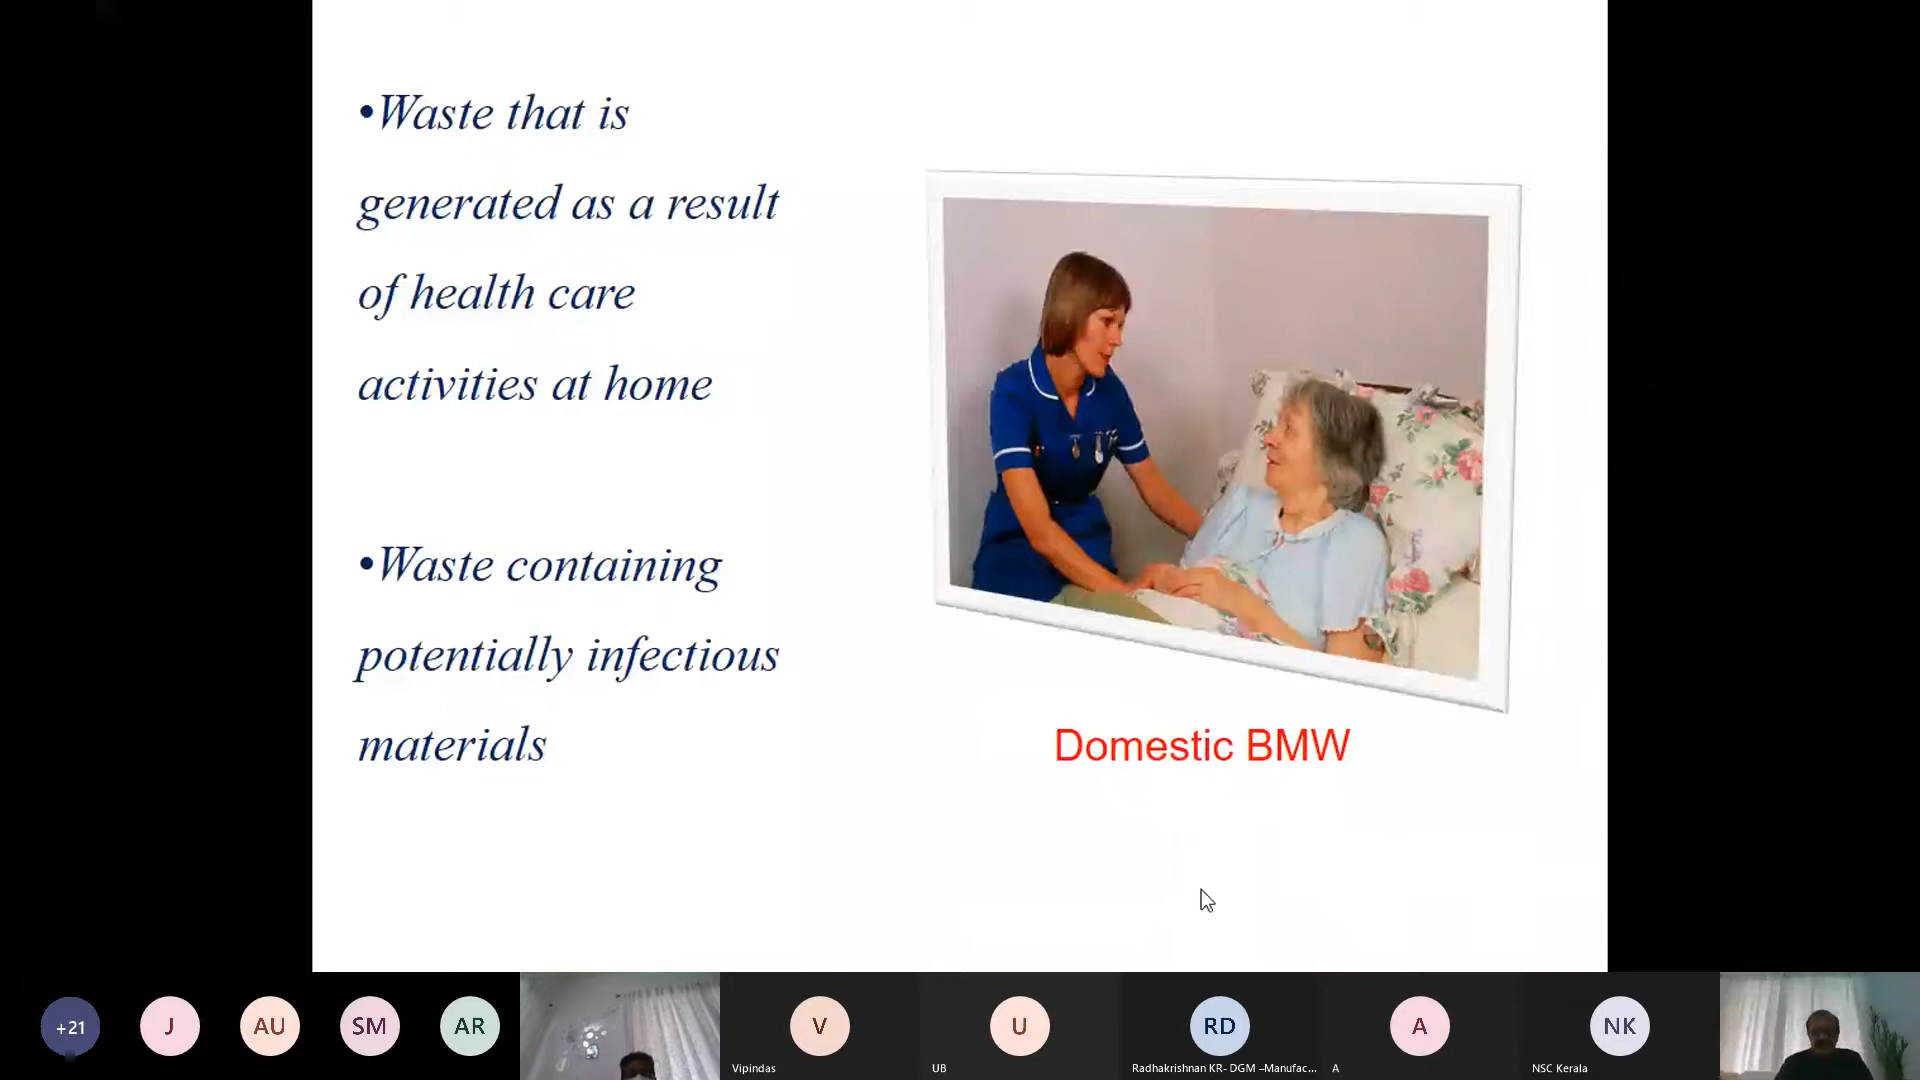 •Waste that is
generated as a result
of health care
activities at home
•Waste containing
potentially infectious
materials
Domestic BMW
+21
J
AU
SM
AR
V
U
RD
A
NK
Vipindas
UB
Radhakrishnan KR- DGM –Manufac...
A
NSC Kerala